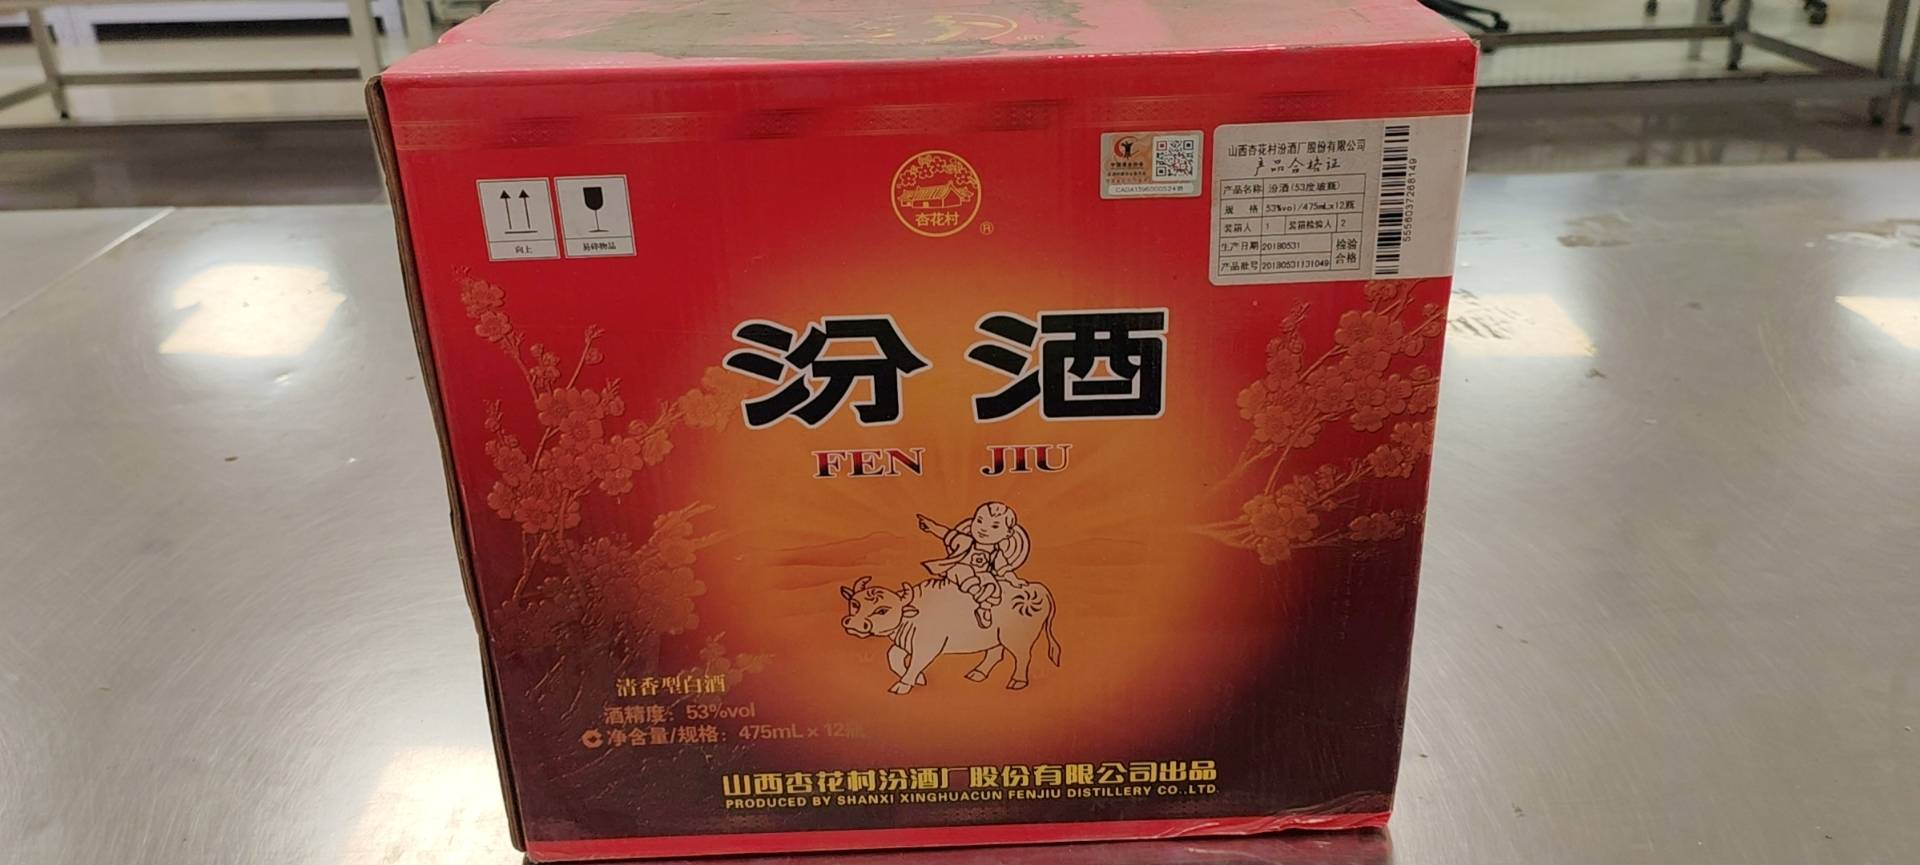 向上
易碎物品
杏花村
®
山西杏花村汾酒厂股份有限公司
产品合格证
产品名称 汾酒(53度玻瓶)
规 格 53%vol/475mLx12瓶
装箱人 1 装箱检验人 2
生产日期 20180531 检验
产品批号 20180531131049 合格
汾酒
FEN JIU
清香型白酒
酒精度：53%vol
净含量/规格：475mL x 12瓶
山西杏花村汾酒厂股份有限公司出品
PRODUCED BY SHANXI XINGHUACUN FENJIU DISTILLERY CO.,LTD.